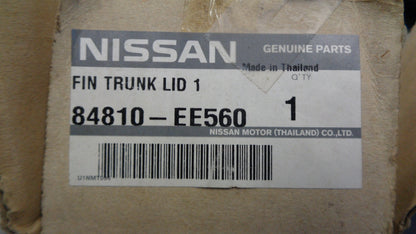 NISSAN GENUINE PARTS
Made in Thailand
FIN TRUNK LID 1 Q'TY
84810-EE560 1
NISSAN MOTOR (THAILAND) CO.,LTD.